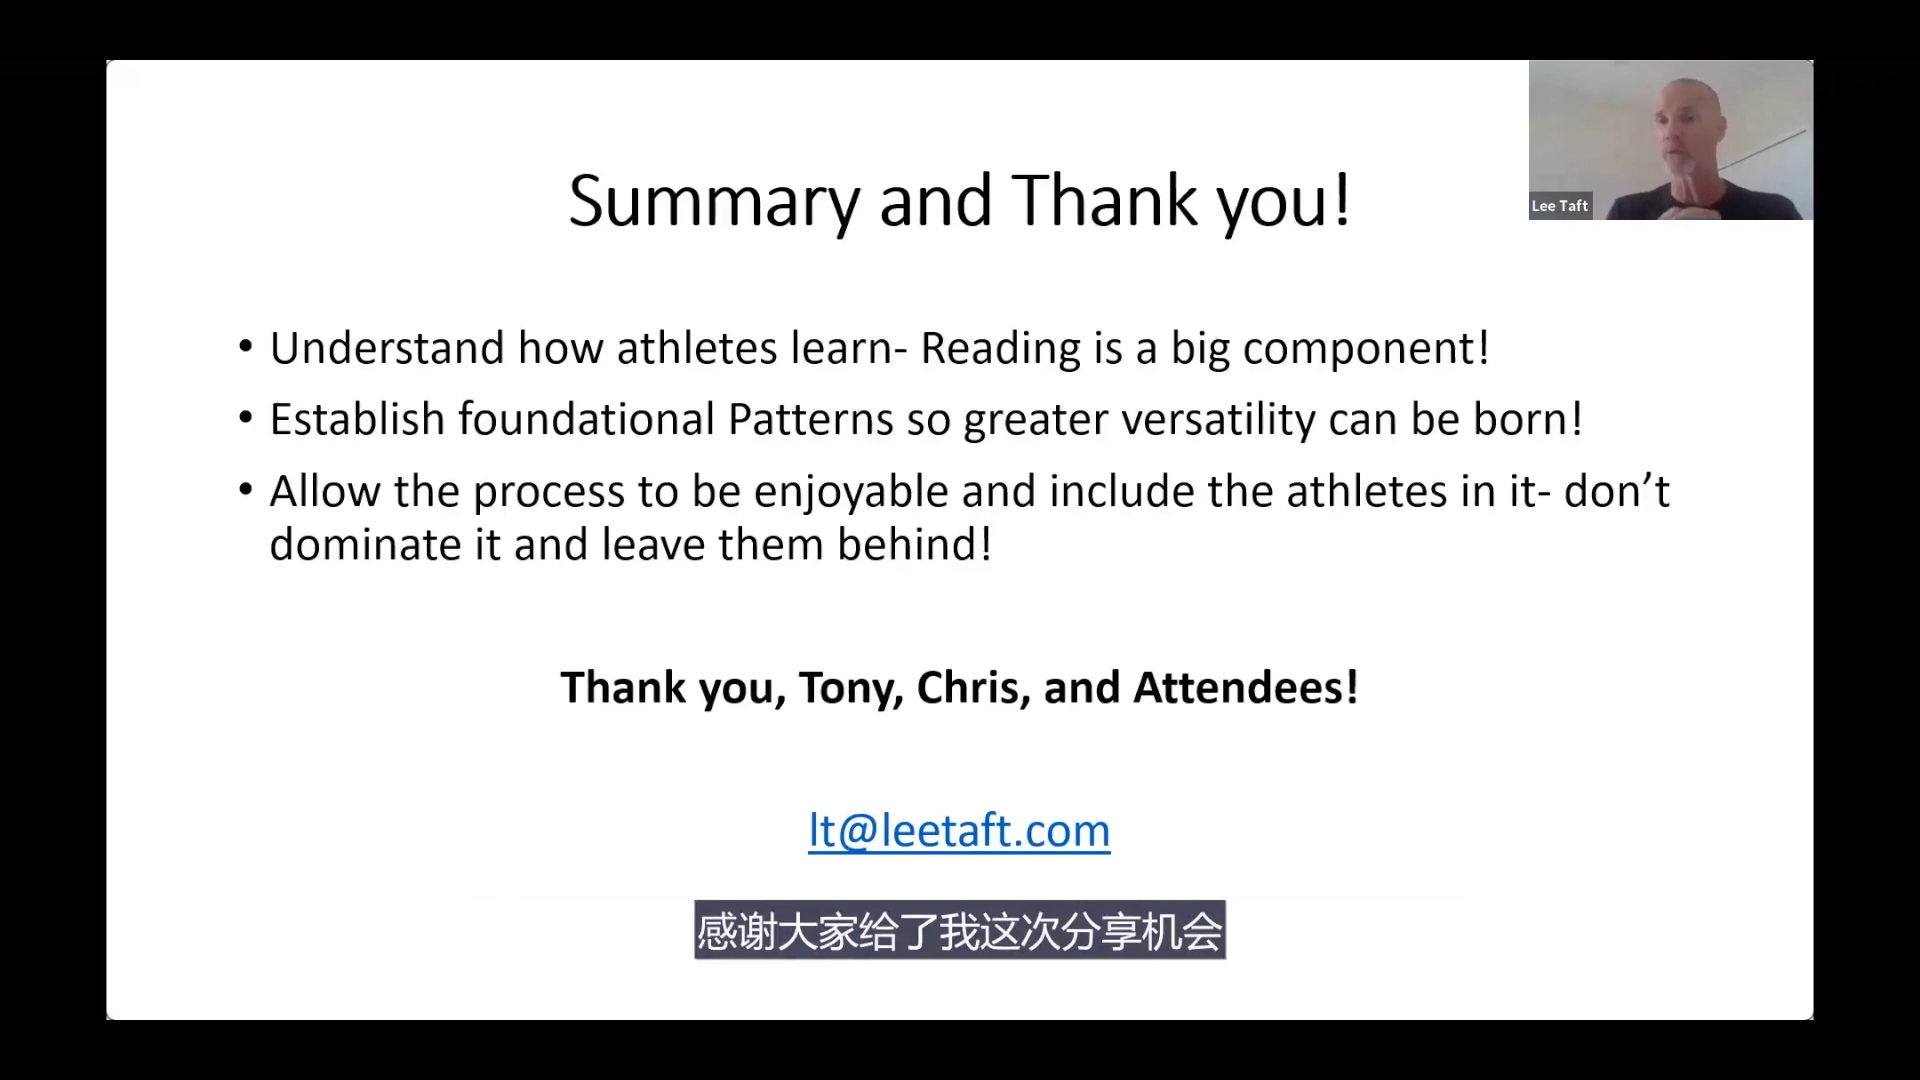 Summary and Thank you!
Lee Taft
• Understand how athletes learn- Reading is a big component!
• Establish foundational Patterns so greater versatility can be born!
• Allow the process to be enjoyable and include the athletes in it- don’t
dominate it and leave them behind!
Thank you, Tony, Chris, and Attendees!
lt@leetaft.com
感谢大家给了我这次分享机会